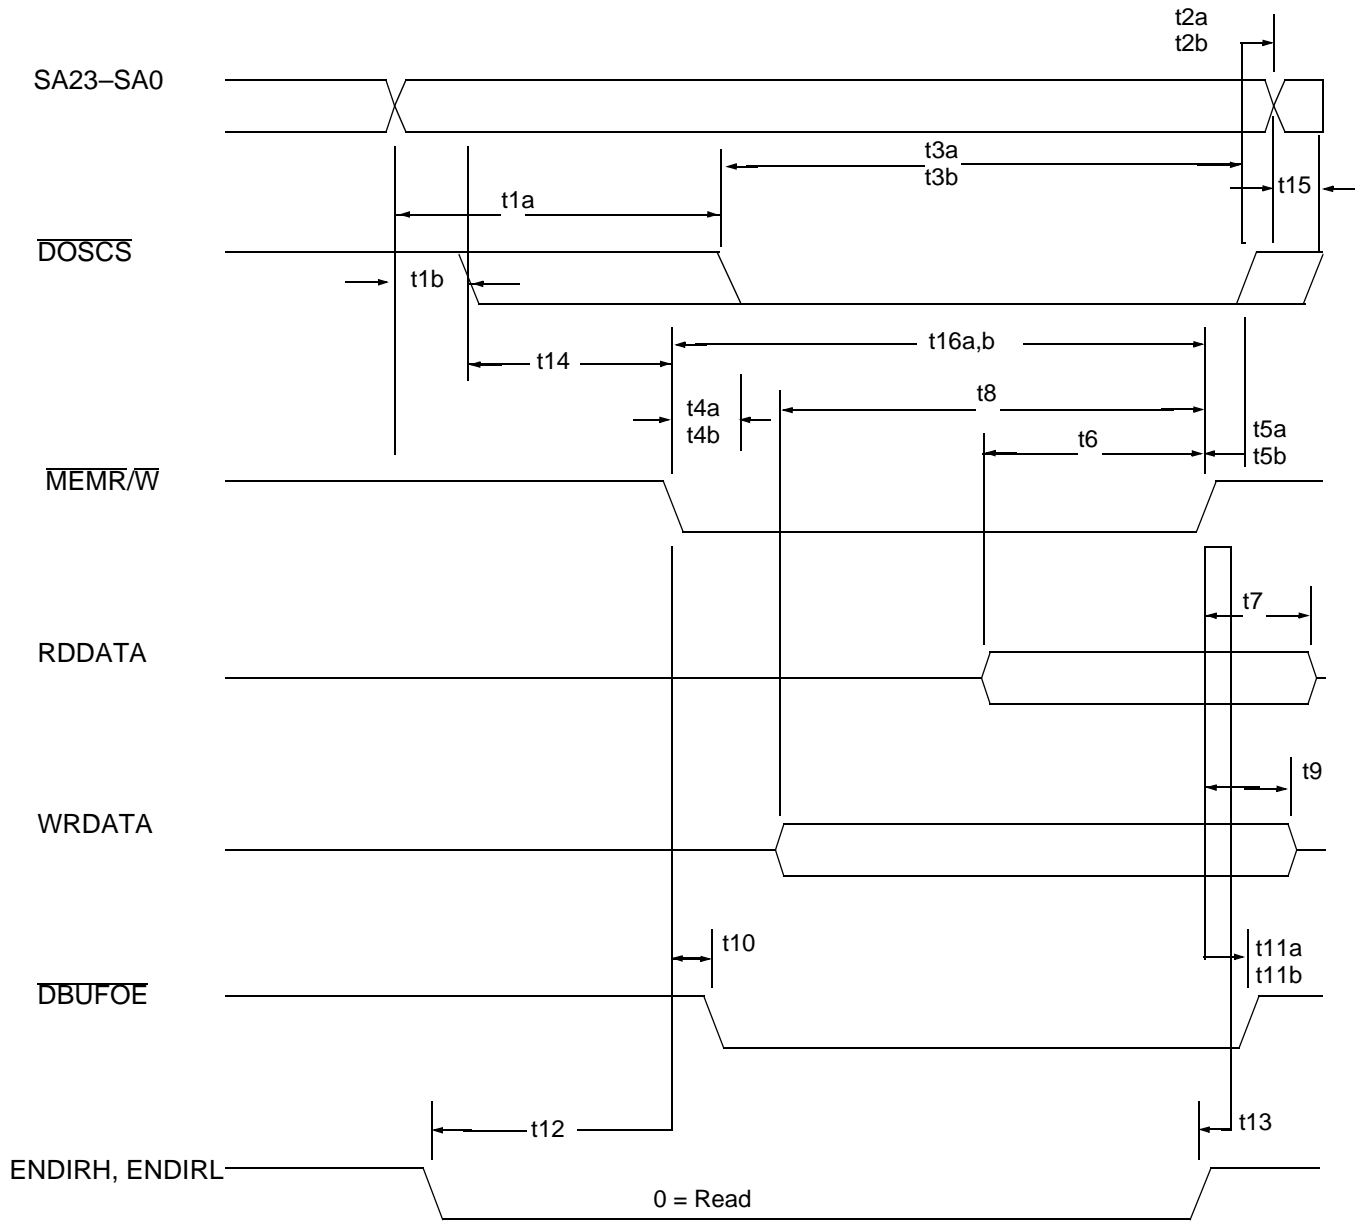 t2a
t2b
SA23–SA0
t3a
t3b
t15
t1a
DOSCS
t1b
t16a,b
t14
t8
t4a
t4b
t6
t5a
t5b
MEMR/W
t7
RDDATA
t9
WRDATA
t10
t11a
t11b
DBUFOE
t12
t13
ENDIRH, ENDIRL
0 = Read